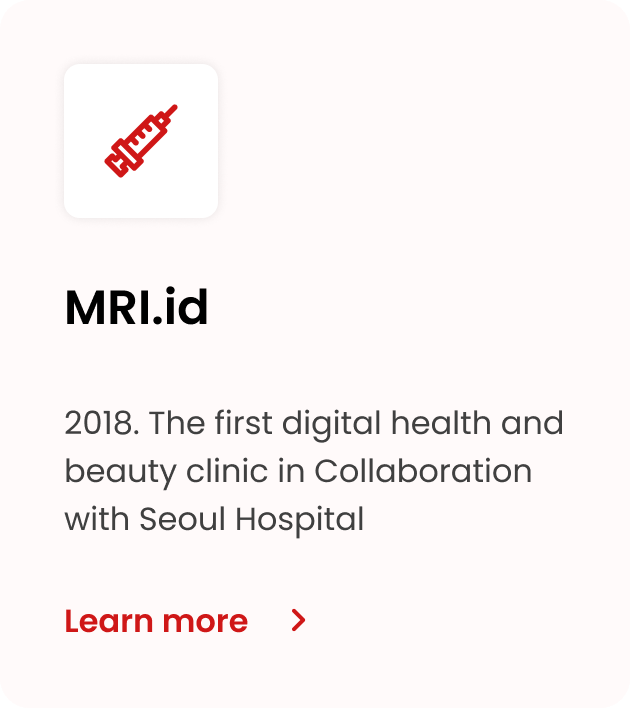 MRI.id
2018. The first digital health and
beauty clinic in Collaboration
with Seoul Hospital
Learn more